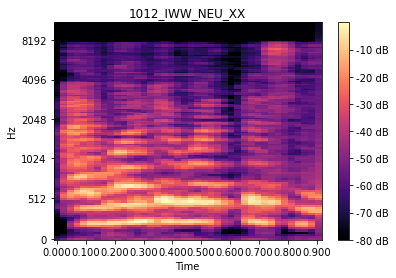 1012_IWW_NEU_XX
8192
4096
2048
1024
512
0
Hz
0.000 0.100 0.200 0.300 0.400 0.500 0.600 0.700 0.800 0.900
Time
-10 dB
-20 dB
-30 dB
-40 dB
-50 dB
-60 dB
-70 dB
-80 dB